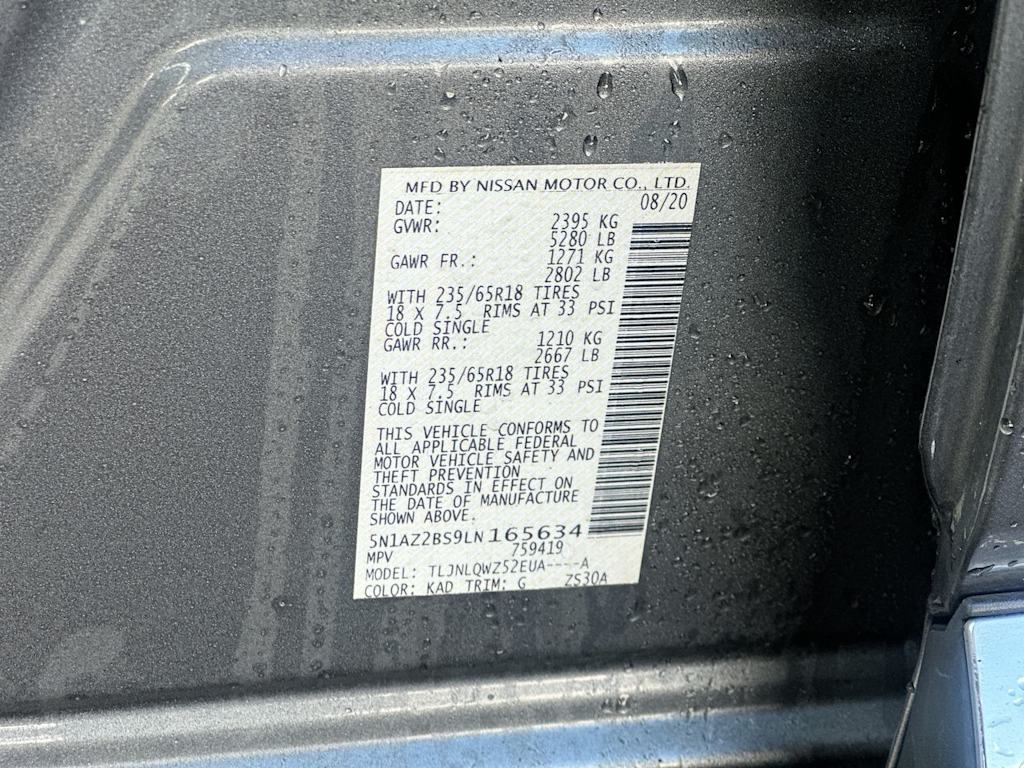 MFD BY NISSAN MOTOR CO., LTD.
DATE: 08/20
GVWR: 2395 KG
5280 LB
GAWR FR.: 1271 KG
2802 LB
WITH 235/65R18 TIRES
18 X 7.5 RIMS AT 33 PSI
COLD SINGLE
GAWR RR.: 1210 KG
2667 LB
WITH 235/65R18 TIRES
18 X 7.5 RIMS AT 33 PSI
COLD SINGLE
THIS VEHICLE CONFORMS TO
ALL APPLICABLE FEDERAL
MOTOR VEHICLE SAFETY AND
THEFT PREVENTION
STANDARDS IN EFFECT ON
THE DATE OF MANUFACTURE
SHOWN ABOVE.
5N1AZ2BS9LN165634
MPV 759419
MODEL: TLJNLQWZ52EUA----A
COLOR: KAD TRIM: G ZS30A